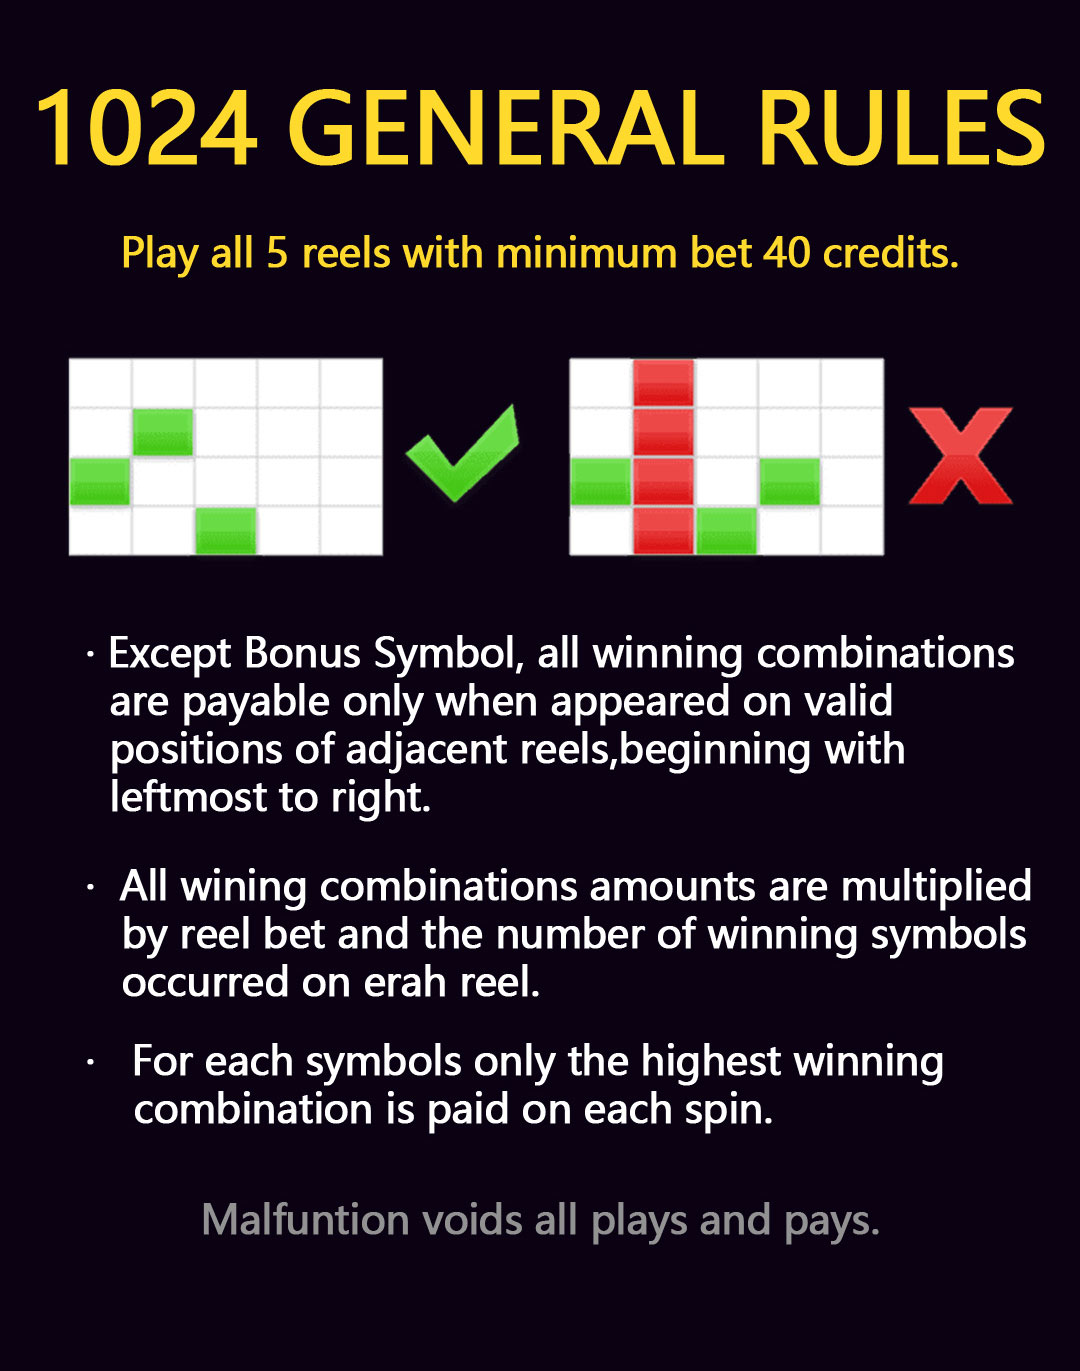 1024 GENERAL RULES
Play all 5 reels with minimum bet 40 credits.
· Except Bonus Symbol, all winning combinations
are payable only when appeared on valid
positions of adjacent reels,beginning with
leftmost to right.
· All wining combinations amounts are multiplied
by reel bet and the number of winning symbols
occurred on erah reel.
· For each symbols only the highest winning
combination is paid on each spin.
Malfuntion voids all plays and pays.